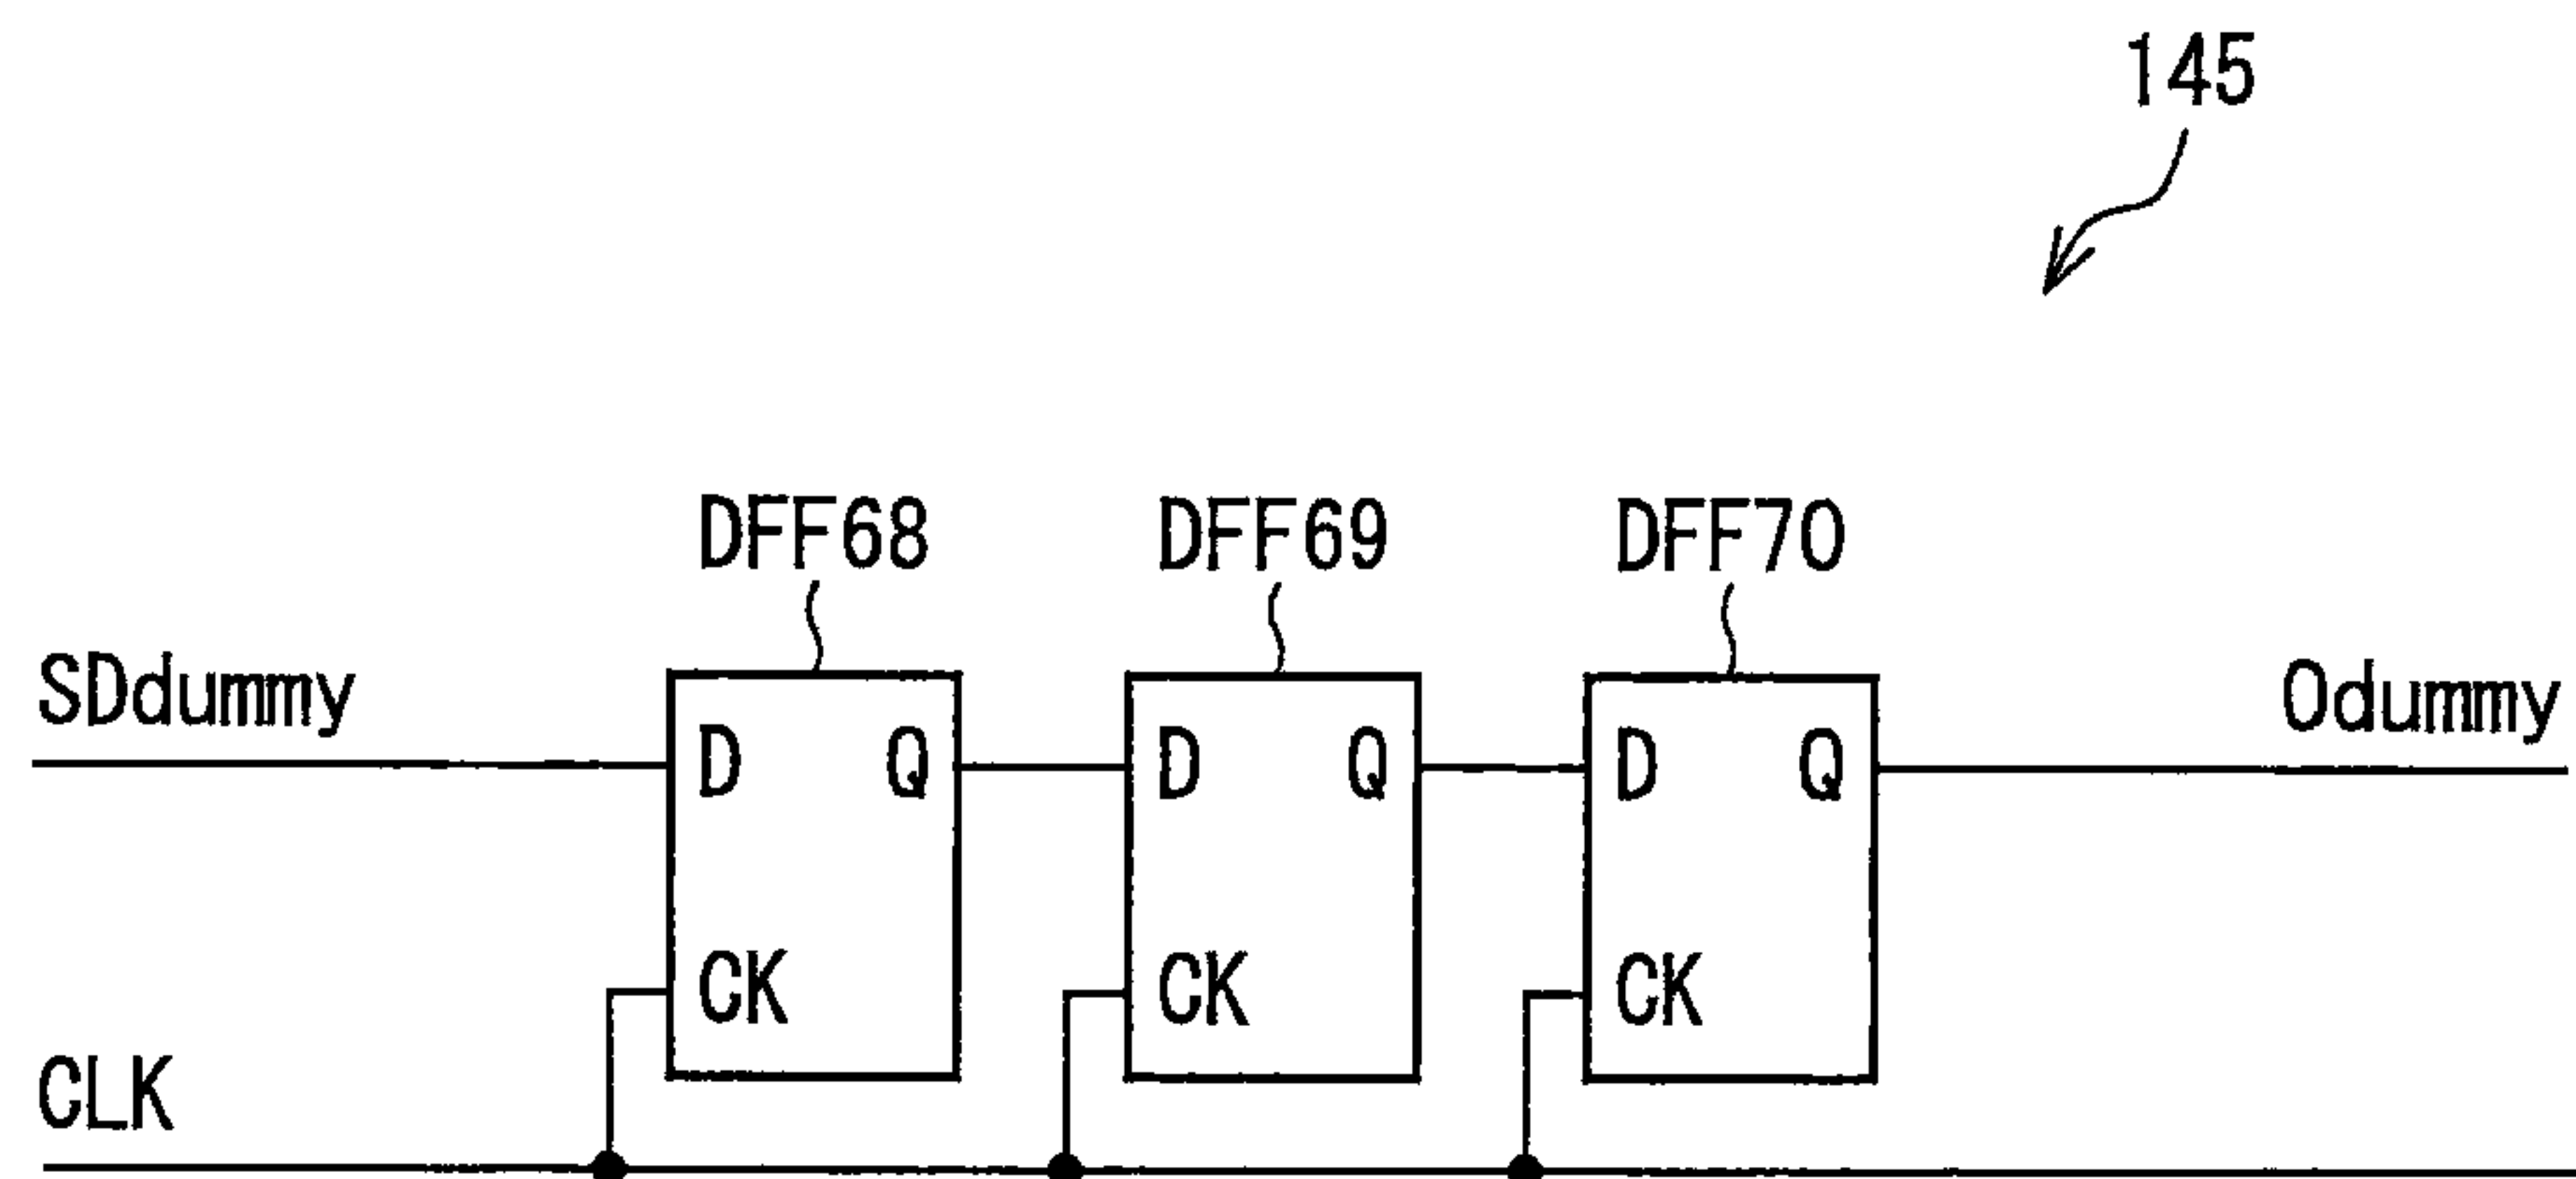 145
DFF68 DFF69 DFF70
SDdummy Odummy
D Q D Q D Q
CK CK CK
CLK